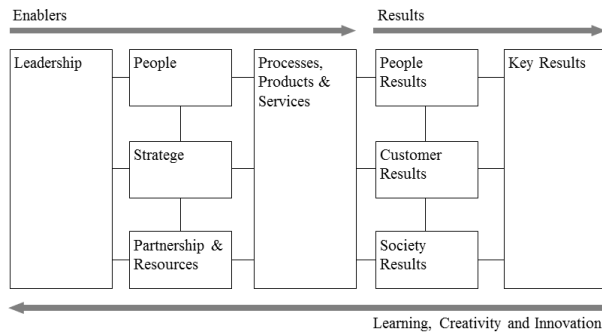 Enablers
Results
Leadership
People
Processes,
Products &
Services
People
Results
Key Results
Stratege
Customer
Results
Partnership &
Resources
Society
Results
Learning, Creativity and Innovation